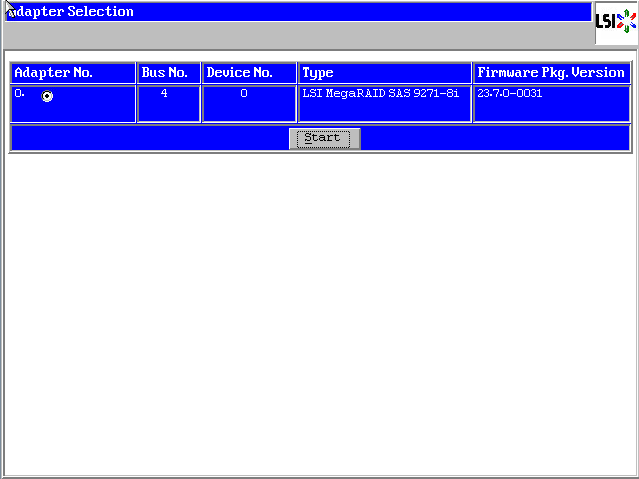 Adapter Selection
LSI
Adapter No. Bus No. Device No. Type Firmware Pkg. Version
0. 4 0 LSI MegaRAID SAS 9271-8i 23.7.0-0031
Start